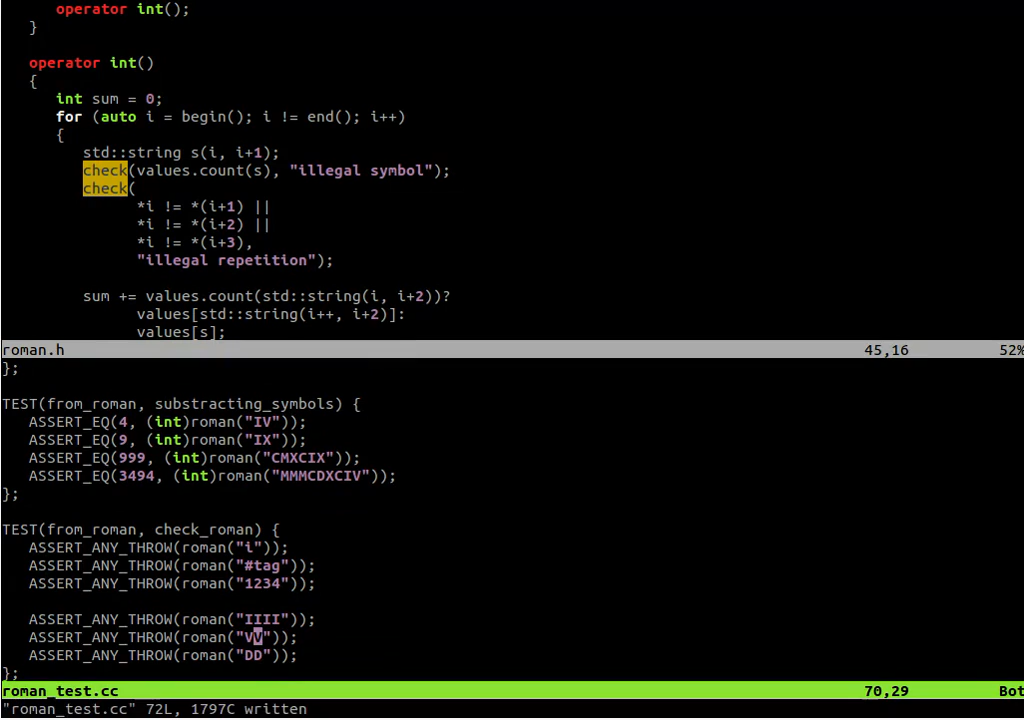 operator int();
}
operator int()
{
int sum = 0;
for (auto i = begin(); i != end(); i++)
{
std::string s(i, i+1);
check(values.count(s), "illegal symbol");
check(
*i != *(i+1) ||
*i != *(i+2) ||
*i != *(i+3),
"illegal repetition");
sum += values.count(std::string(i, i+2))?
values[std::string(i++, i+2)]:
values[s];
roman.h 45,16 52%
};
TEST(from_roman, substracting_symbols) {
ASSERT_EQ(4, (int)roman("IV"));
ASSERT_EQ(9, (int)roman("IX"));
ASSERT_EQ(999, (int)roman("CMXCIX"));
ASSERT_EQ(3494, (int)roman("MMMCDXCIV"));
};
TEST(from_roman, check_roman) {
ASSERT_ANY_THROW(roman("i"));
ASSERT_ANY_THROW(roman("#tag"));
ASSERT_ANY_THROW(roman("1234"));
ASSERT_ANY_THROW(roman("IIII"));
ASSERT_ANY_THROW(roman("VV"));
ASSERT_ANY_THROW(roman("DD"));
};
roman_test.cc 70,29 Bot
"roman_test.cc" 72L, 1797C written